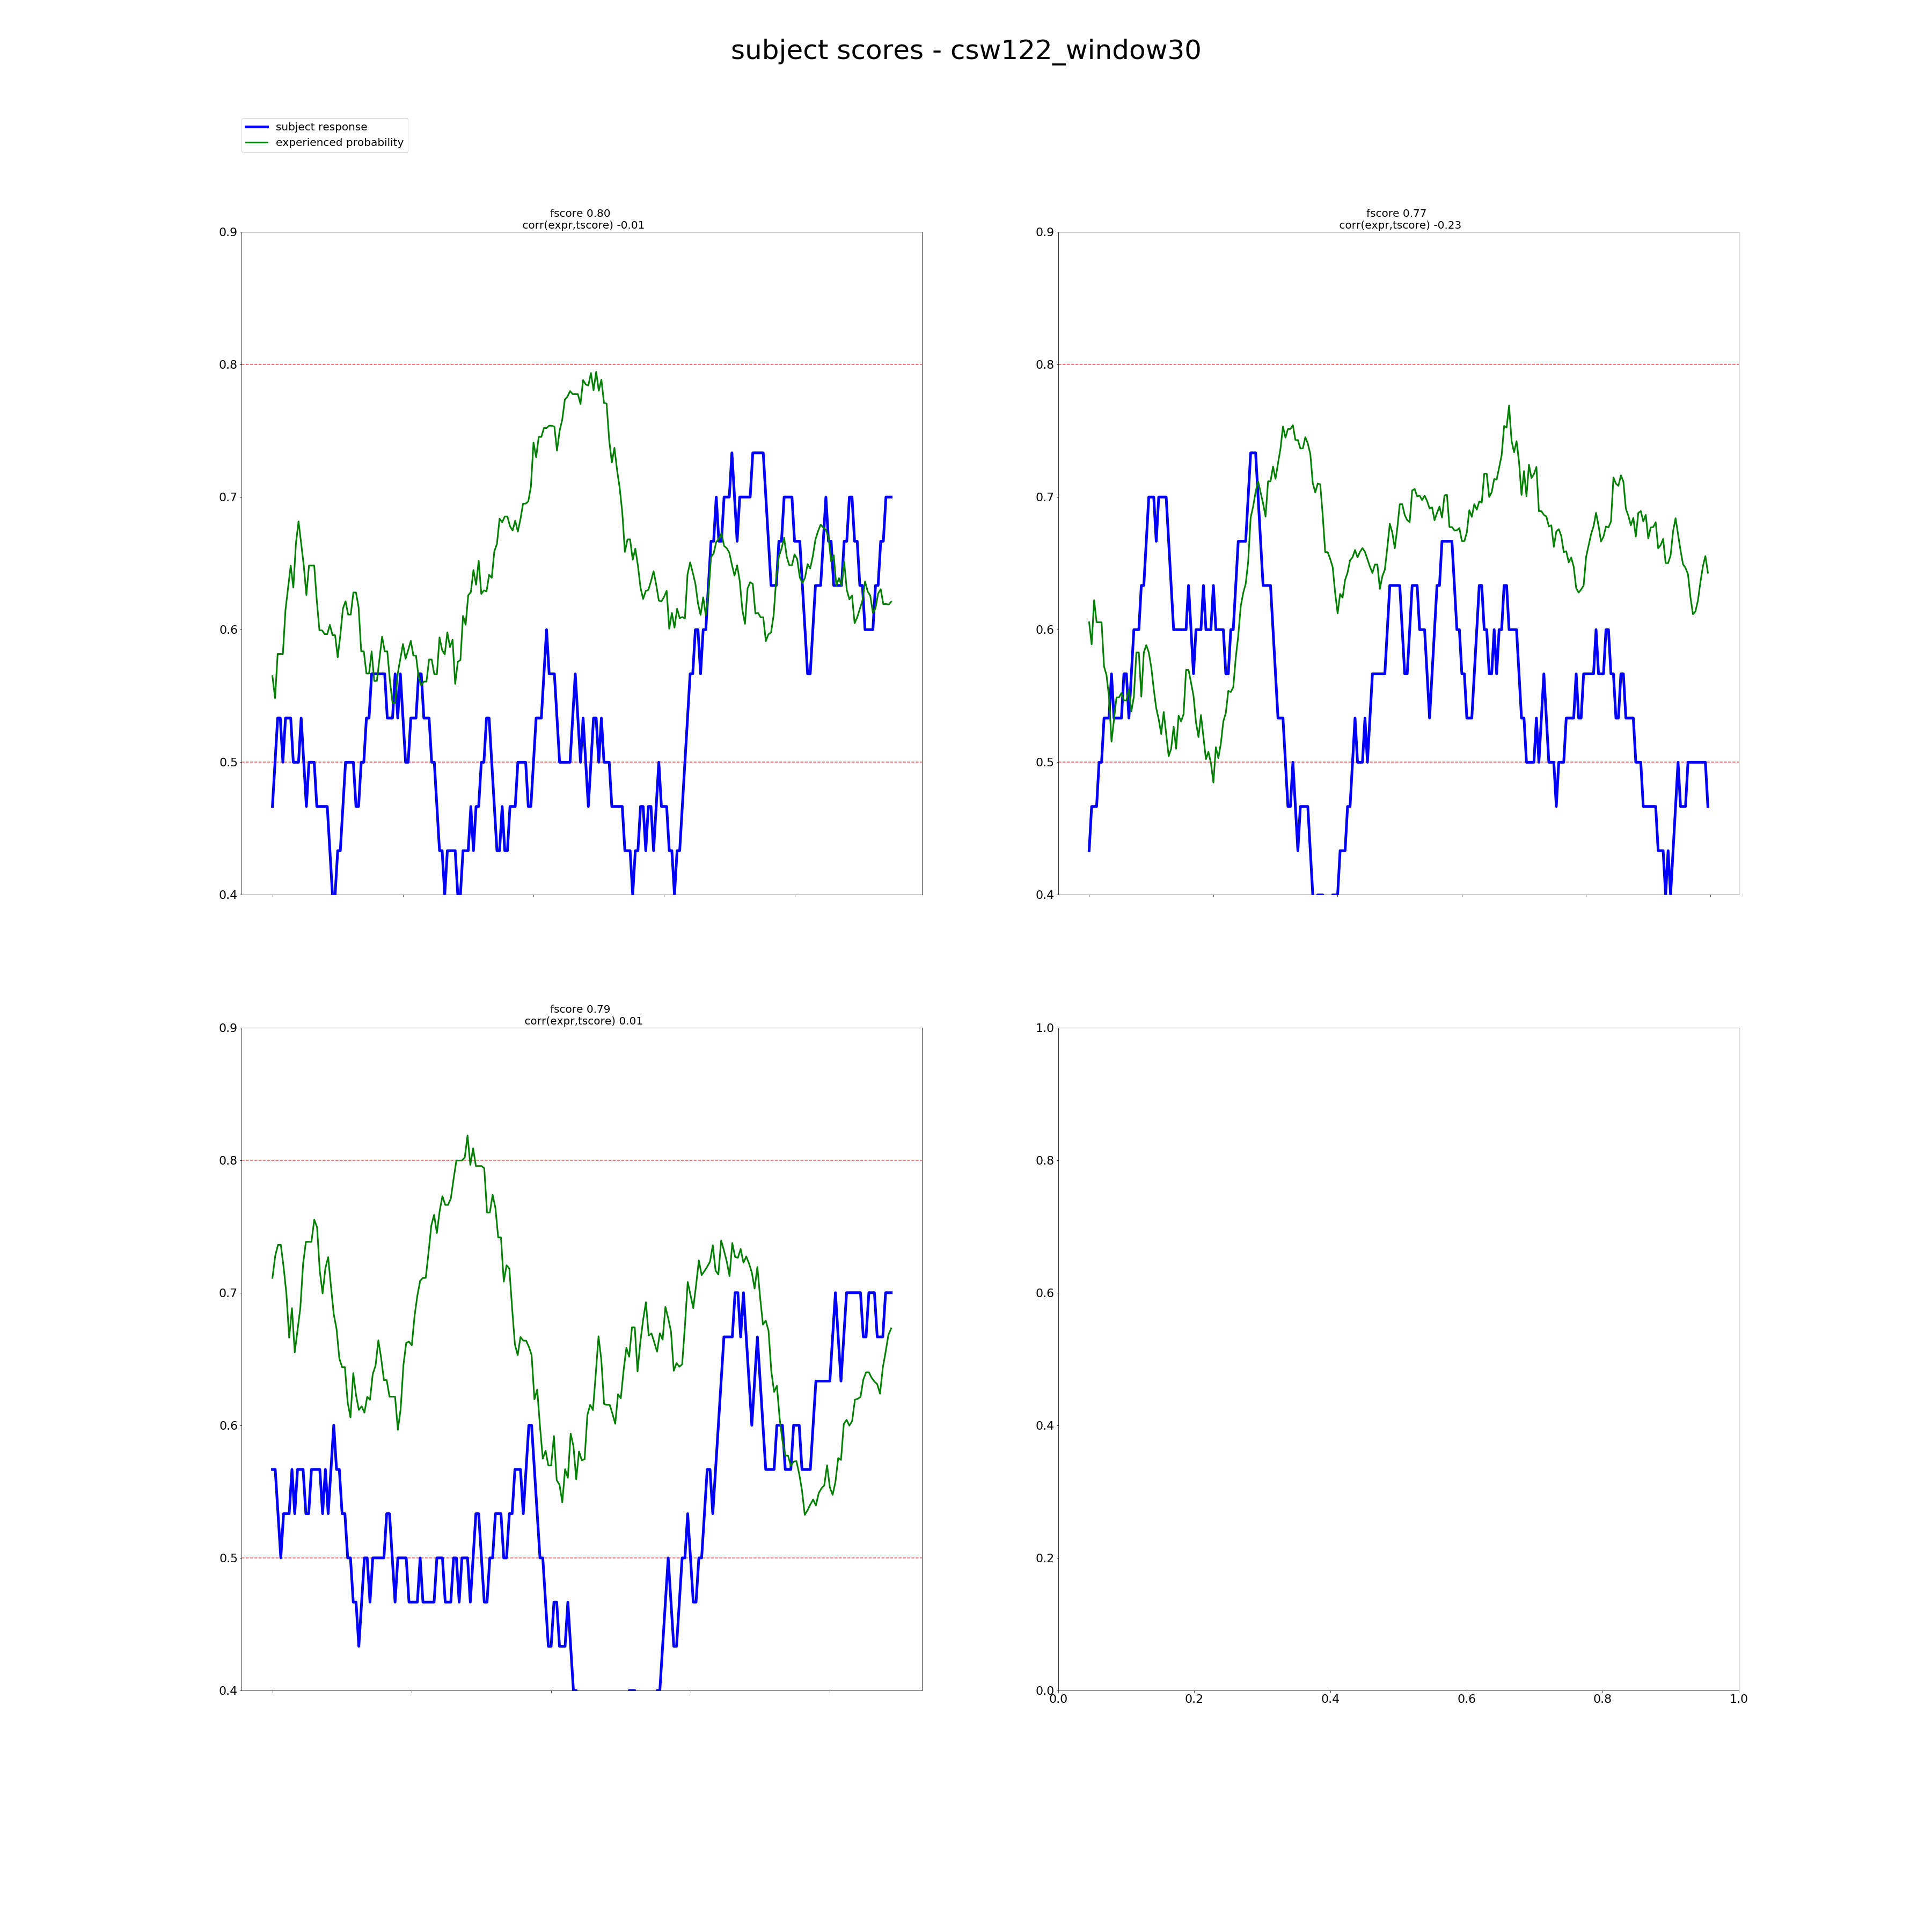 subject scores - csw122_window30
subject response
experienced probability
fscore 0.80
corr(expr,tscore) -0.01
0.9
0.8
0.7
0.6
0.5
0.4
fscore 0.77
corr(expr,tscore) -0.23
0.9
0.8
0.7
0.6
0.5
0.4
fscore 0.79
corr(expr,tscore) 0.01
0.9
0.8
0.7
0.6
0.5
0.4
1.0
0.8
0.6
0.4
0.2
0.0
0.0 0.2 0.4 0.6 0.8 1.0